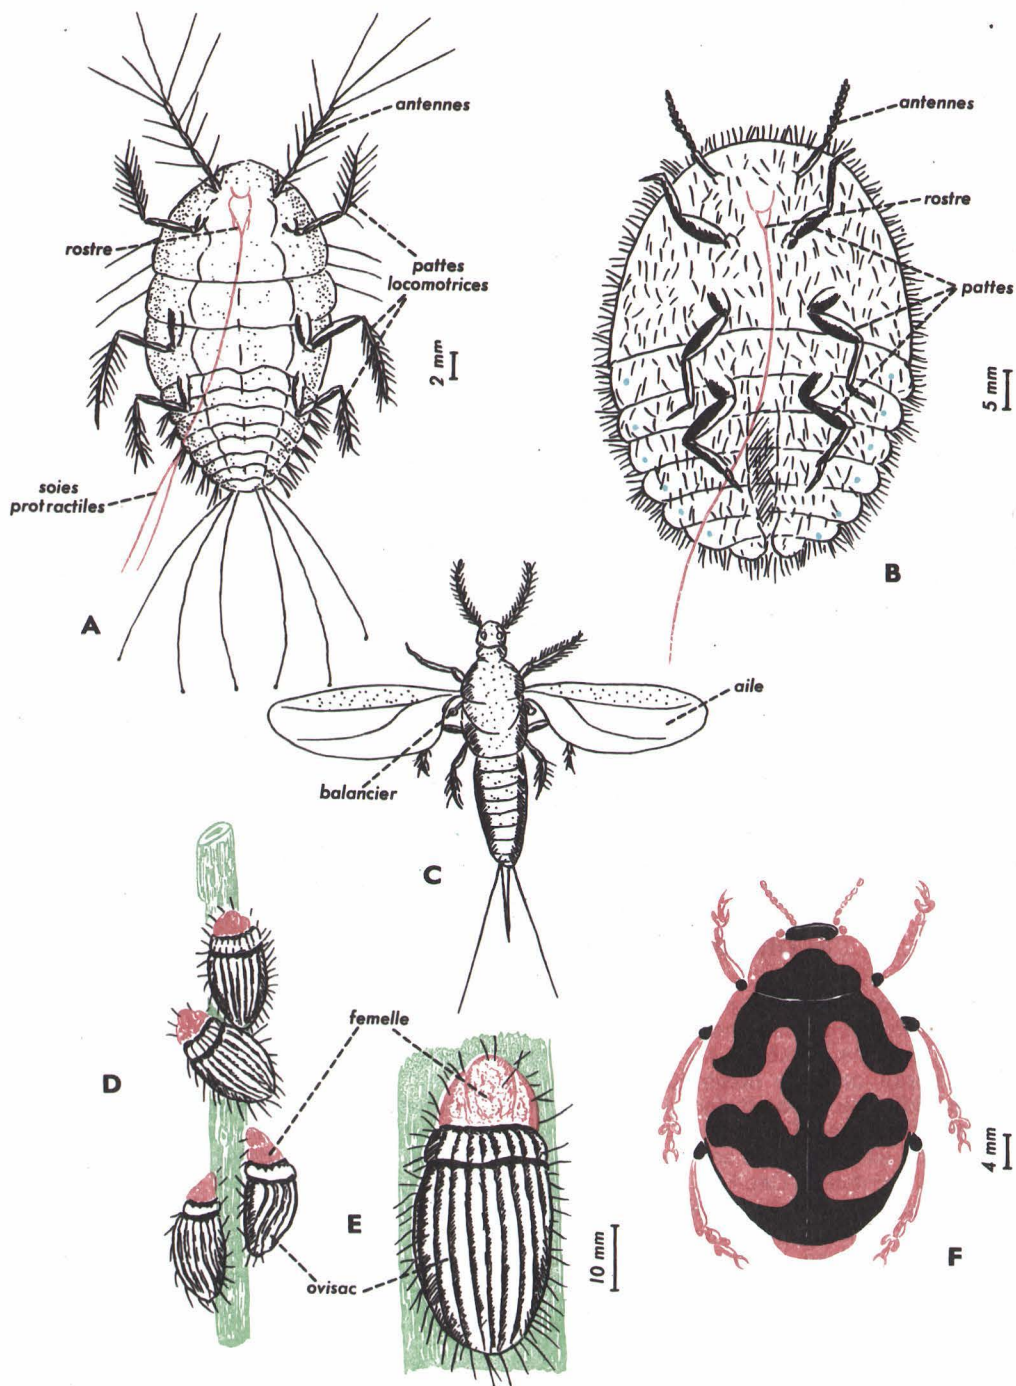 antennes
rostre
pattes
locomotrices
2 mm
soies
protractiles
A
antennes
rostre
pattes
5 mm
B
aile
balancier
C
femelle
D
E
ovisac
10 mm
4 mm
F